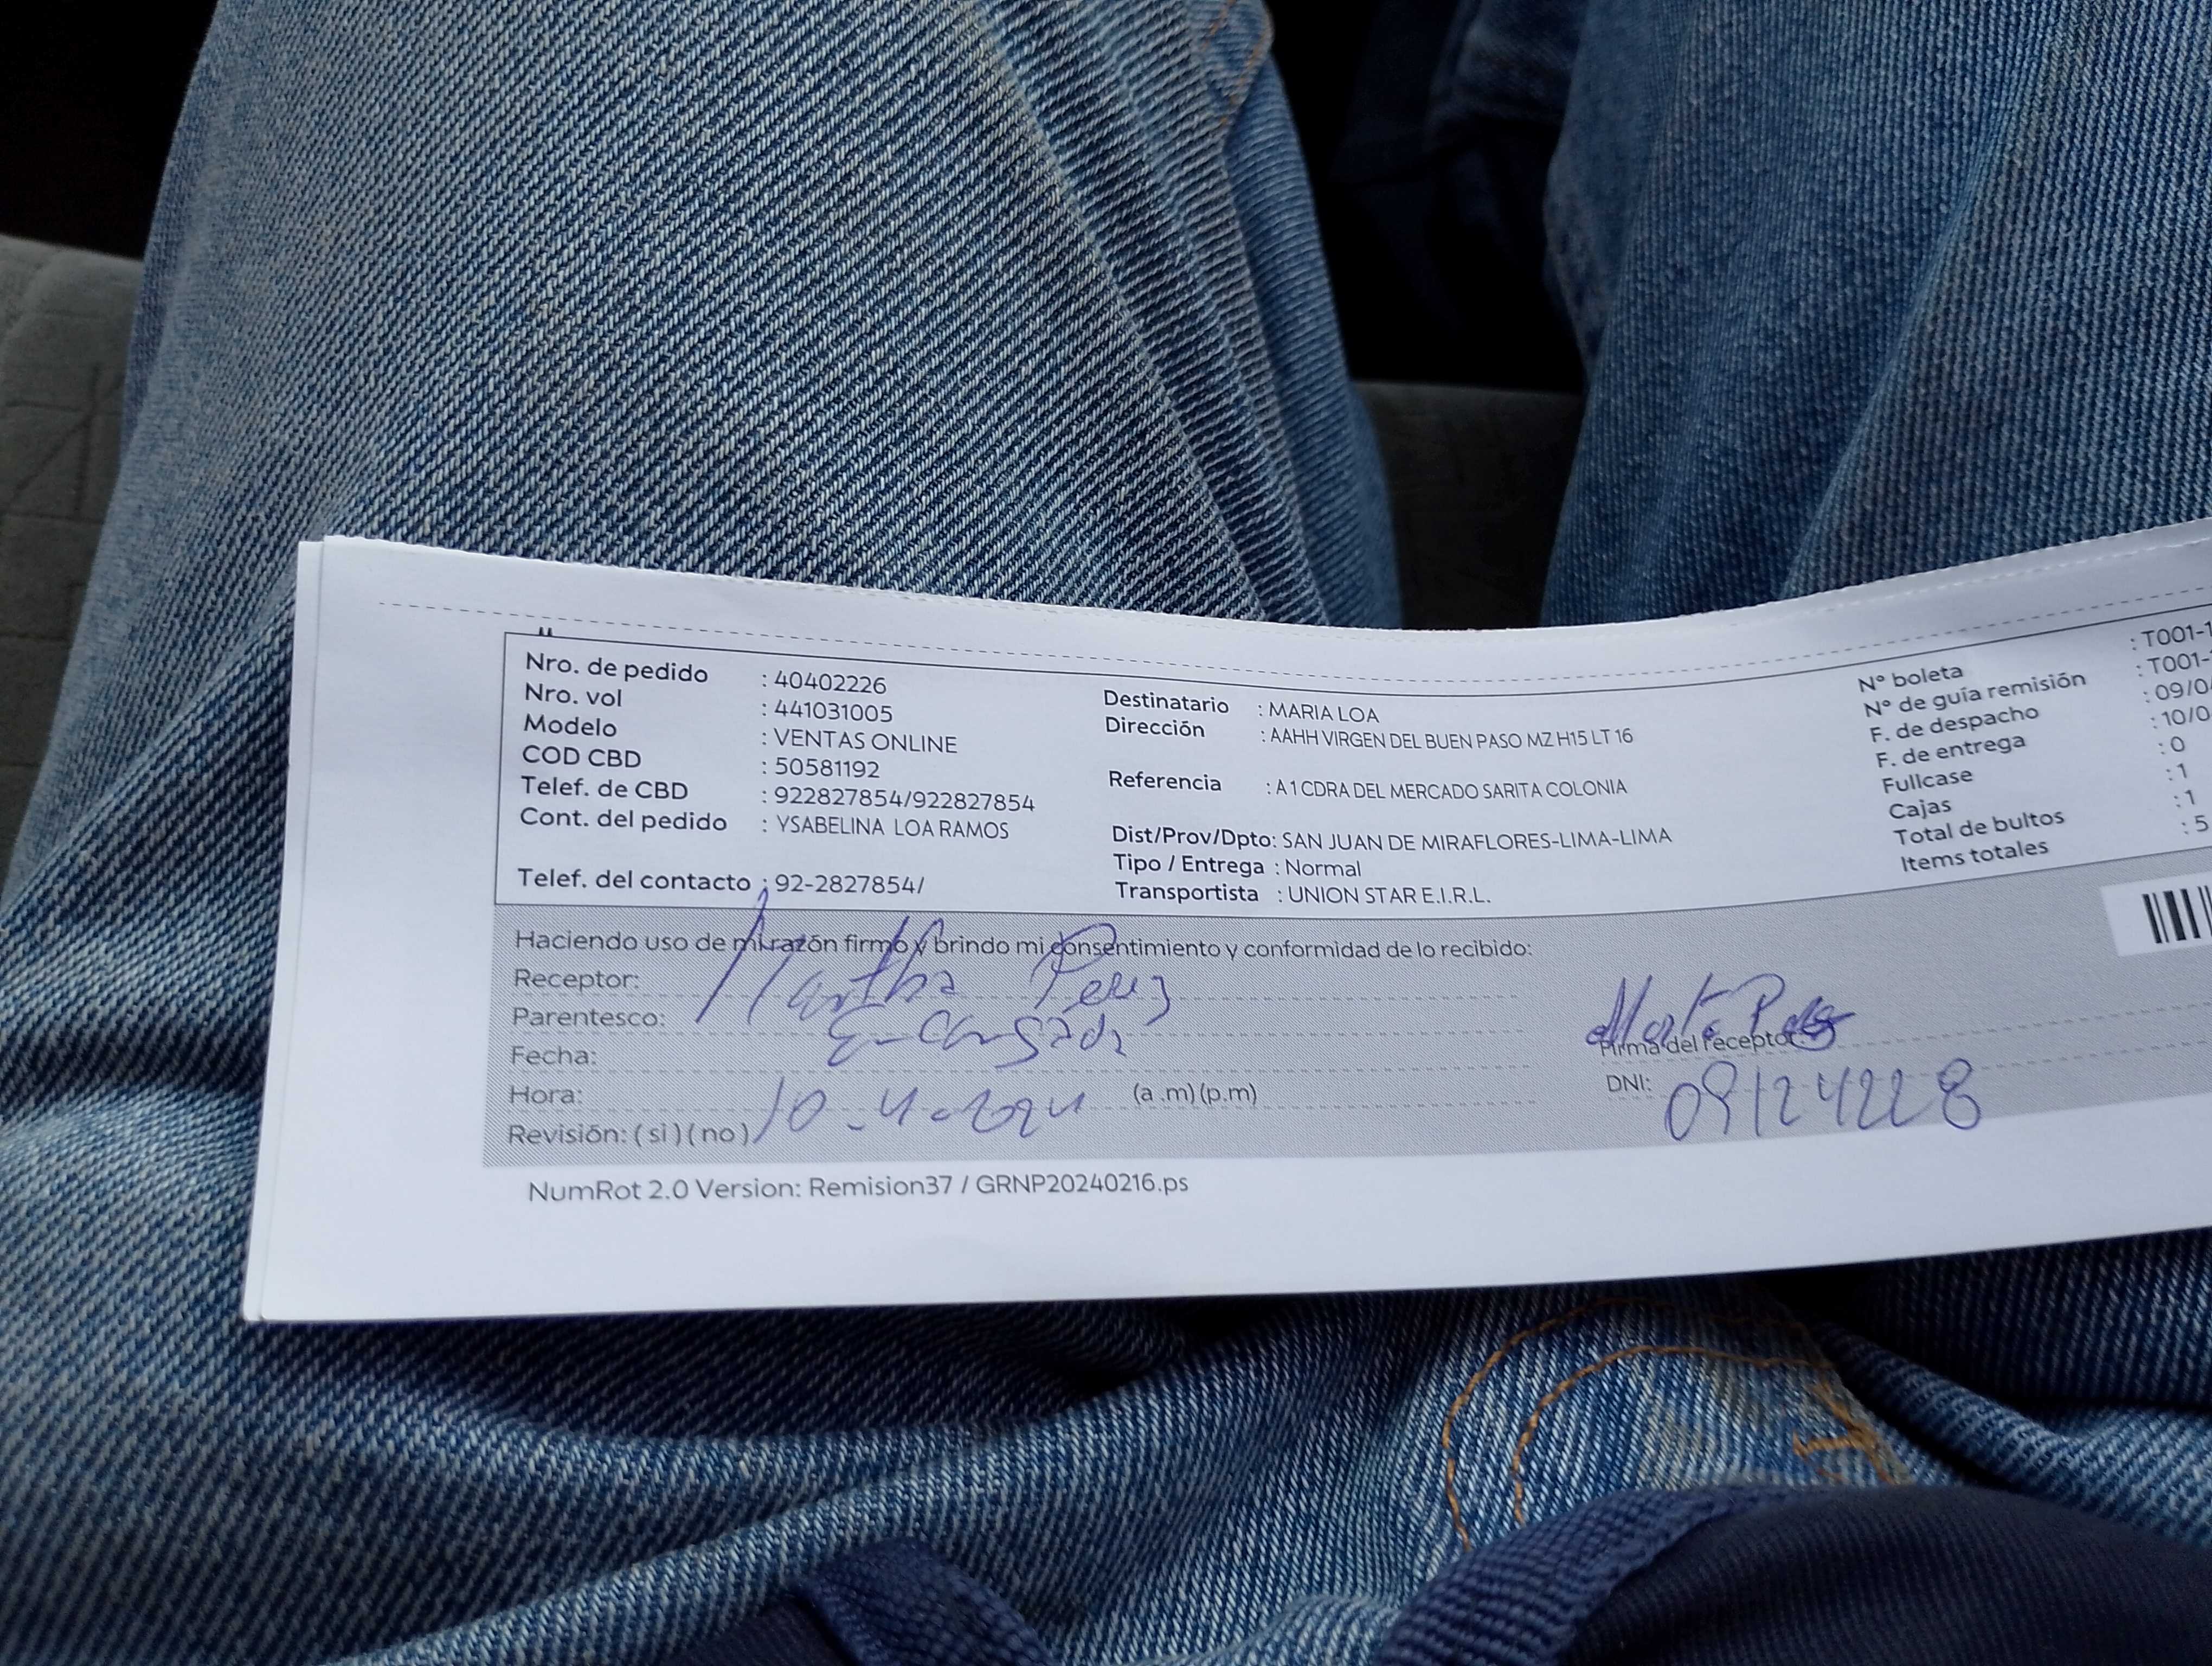 Nro. de pedido : 40402226
Nro. vol : 441031005
Modelo : VENTAS ONLINE
COD CBD : 50581192
Telef. de CBD : 922827854/922827854
Cont. del pedido : YSABELINA LOA RAMOS
Telef. del contacto : 92-2827854/
Destinatario : MARIA LOA
Dirección : AAHH VIRGEN DEL BUEN PASO MZ H15 LT 16
Referencia : A 1 CDRA DEL MERCADO SARITA COLONIA
Dist/Prov/Dpto: SAN JUAN DE MIRAFLORES-LIMA-LIMA
Tipo / Entrega : Normal
Transportista : UNION STAR E.I.R.L.
N° boleta : T001-1
N° de guía remisión : T001-
F. de despacho : 09/0
F. de entrega : 10/0
Fullcase : 0
Cajas : 1
Total de bultos : 1
Items totales : 5
Haciendo uso de mi razón firmo y brindo mi consentimiento y conformidad de lo recibido:
Receptor: Martha Perez
Parentesco: Encargada
Fecha:
Hora: 10-4-2024 (a .m) (p.m)
Revisión: ( si ) ( no )
Firma del receptor
DNI: 09124228
NumRot 2.0 Version: Remision37 / GRNP20240216.ps